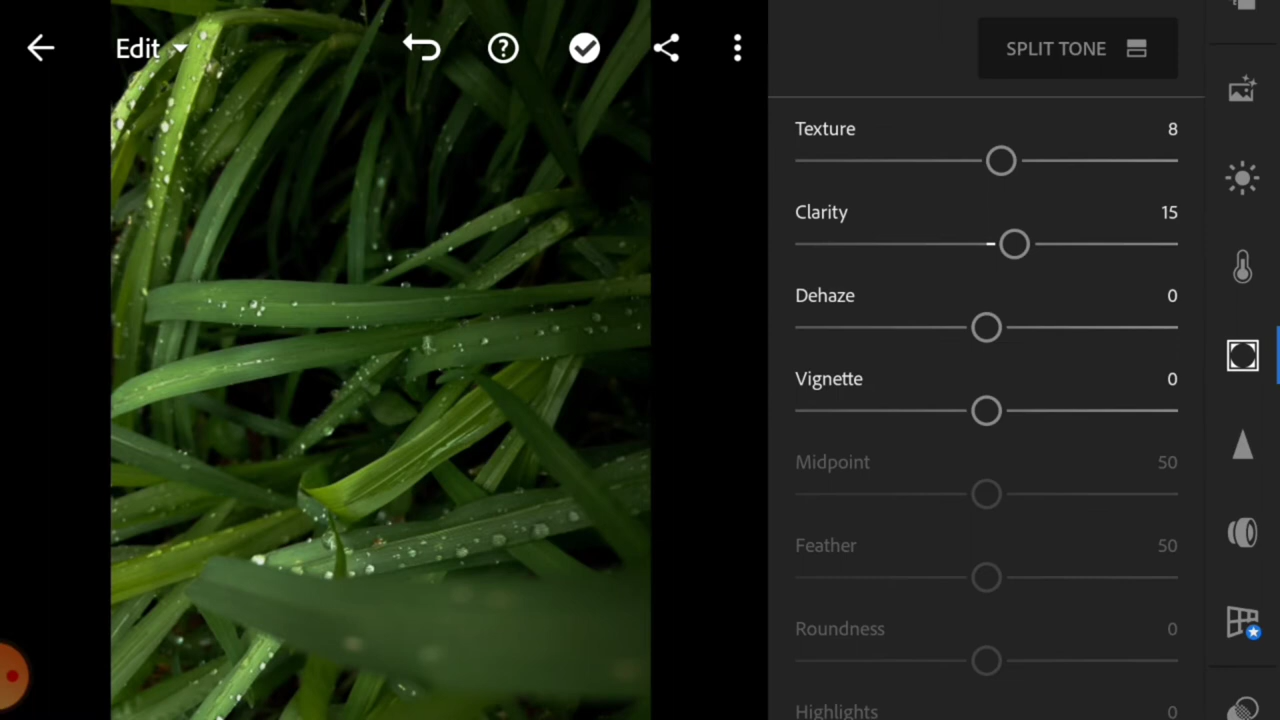 Edit
SPLIT TONE
Texture 8
Clarity 15
Dehaze 0
Vignette 0
Midpoint 50
Feather 50
Roundness 0
Highlights 0